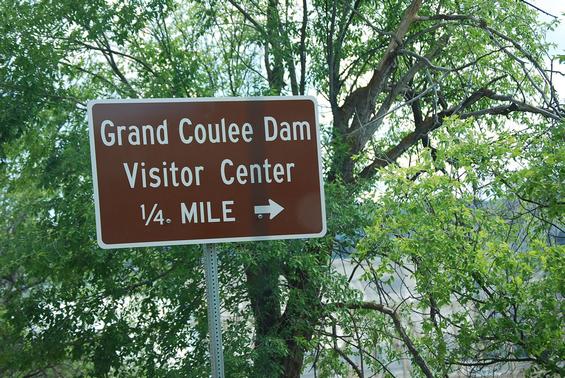 Grand Coulee Dam
Visitor Center
1/4 MILE →